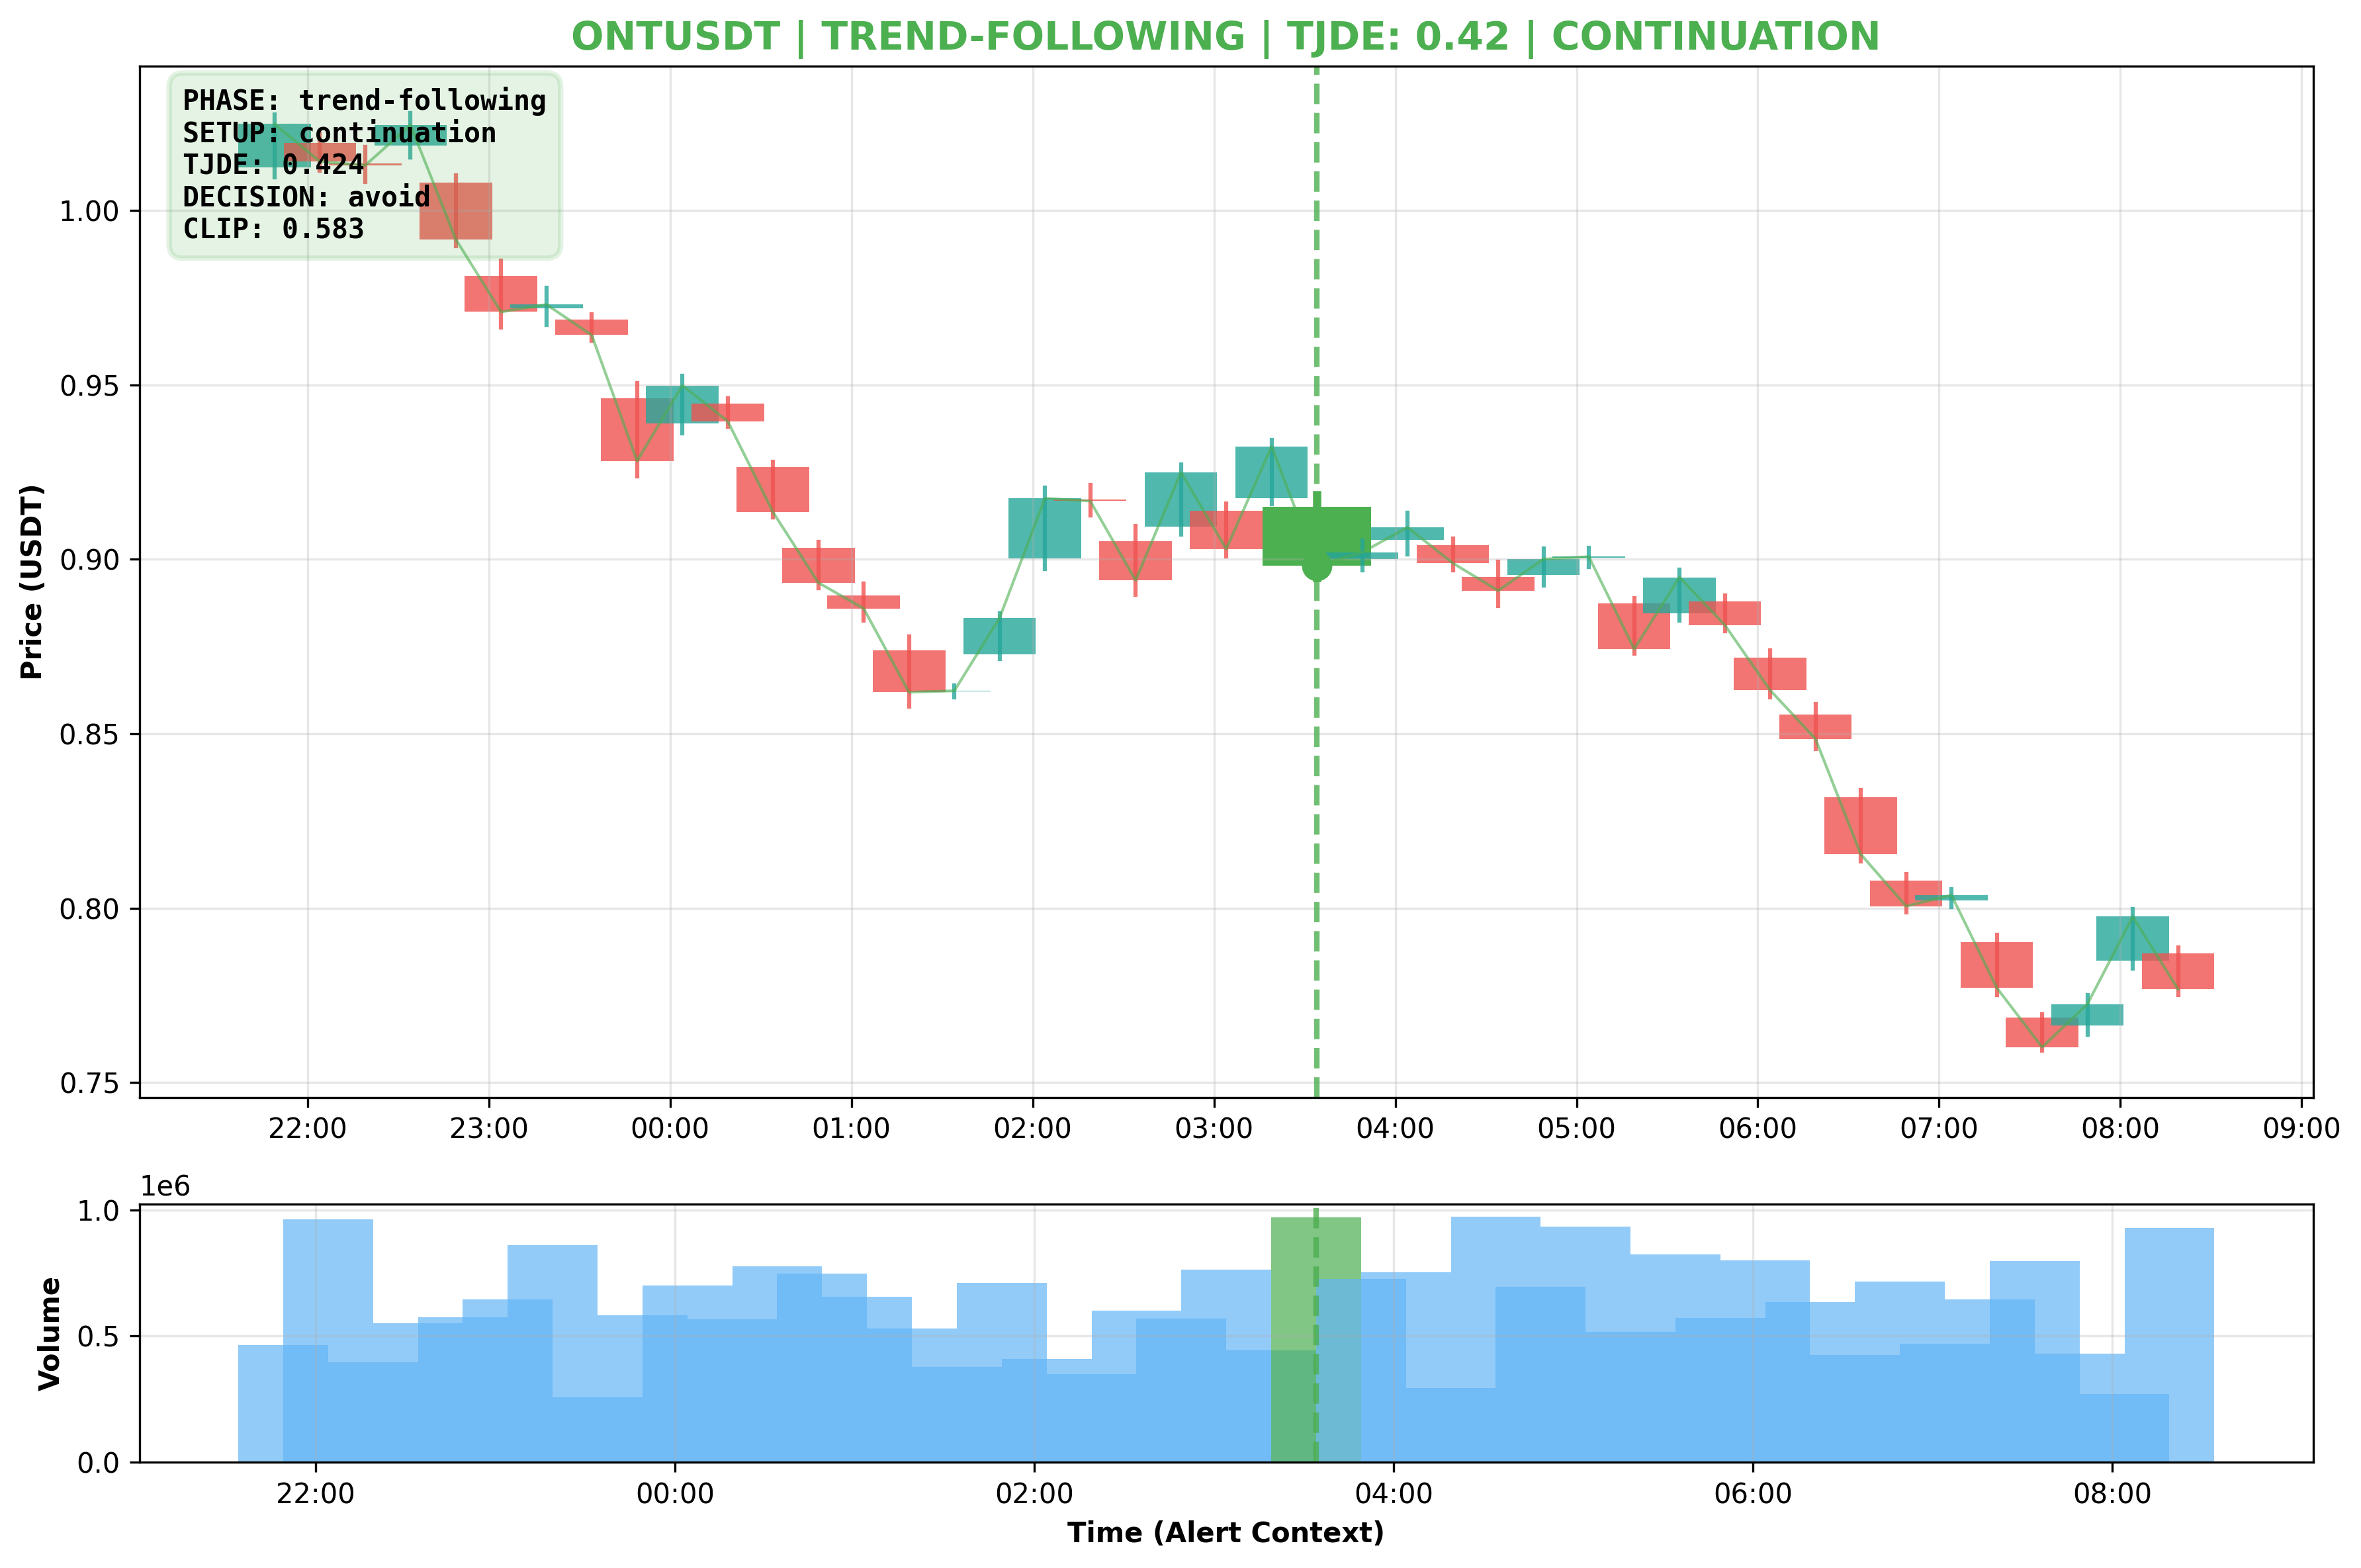 ONTUSDT | TREND-FOLLOWING | TJDE: 0.42 | CONTINUATION
PHASE: trend-following
SETUP: continuation
TJDE: 0.424
DECISION: avoid
CLIP: 0.583
Price (USDT)
1.00
0.95
0.90
0.85
0.80
0.75
22:00 23:00 00:00 01:00 02:00 03:00 04:00 05:00 06:00 07:00 08:00 09:00
1e6
Volume
1.0
0.5
0.0
22:00 00:00 02:00 04:00 06:00 08:00
Time (Alert Context)